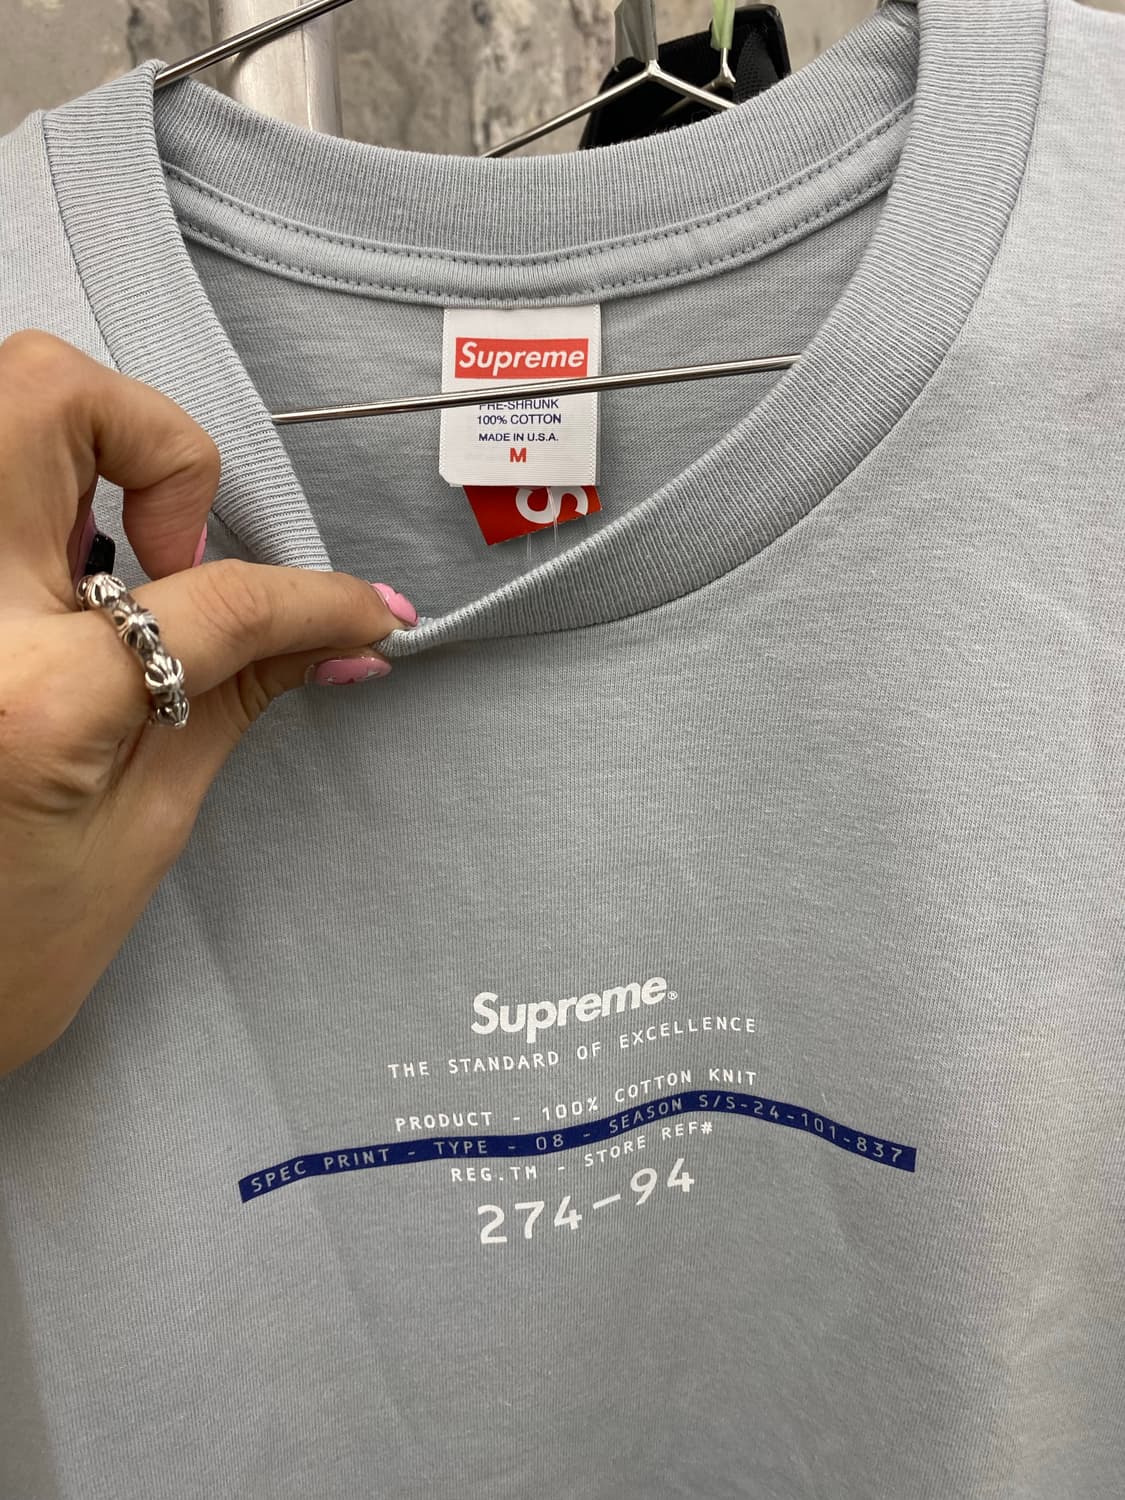 Supreme
PRE-SHRUNK
100% COTTON
MADE IN U.S.A.
M
Supreme®
THE STANDARD OF EXCELLENCE
PRODUCT - 100% COTTON KNIT
SPEC PRINT - TYPE - 08 - SEASON S/S-24-101-837
REG.TM - STORE REF#
274-94